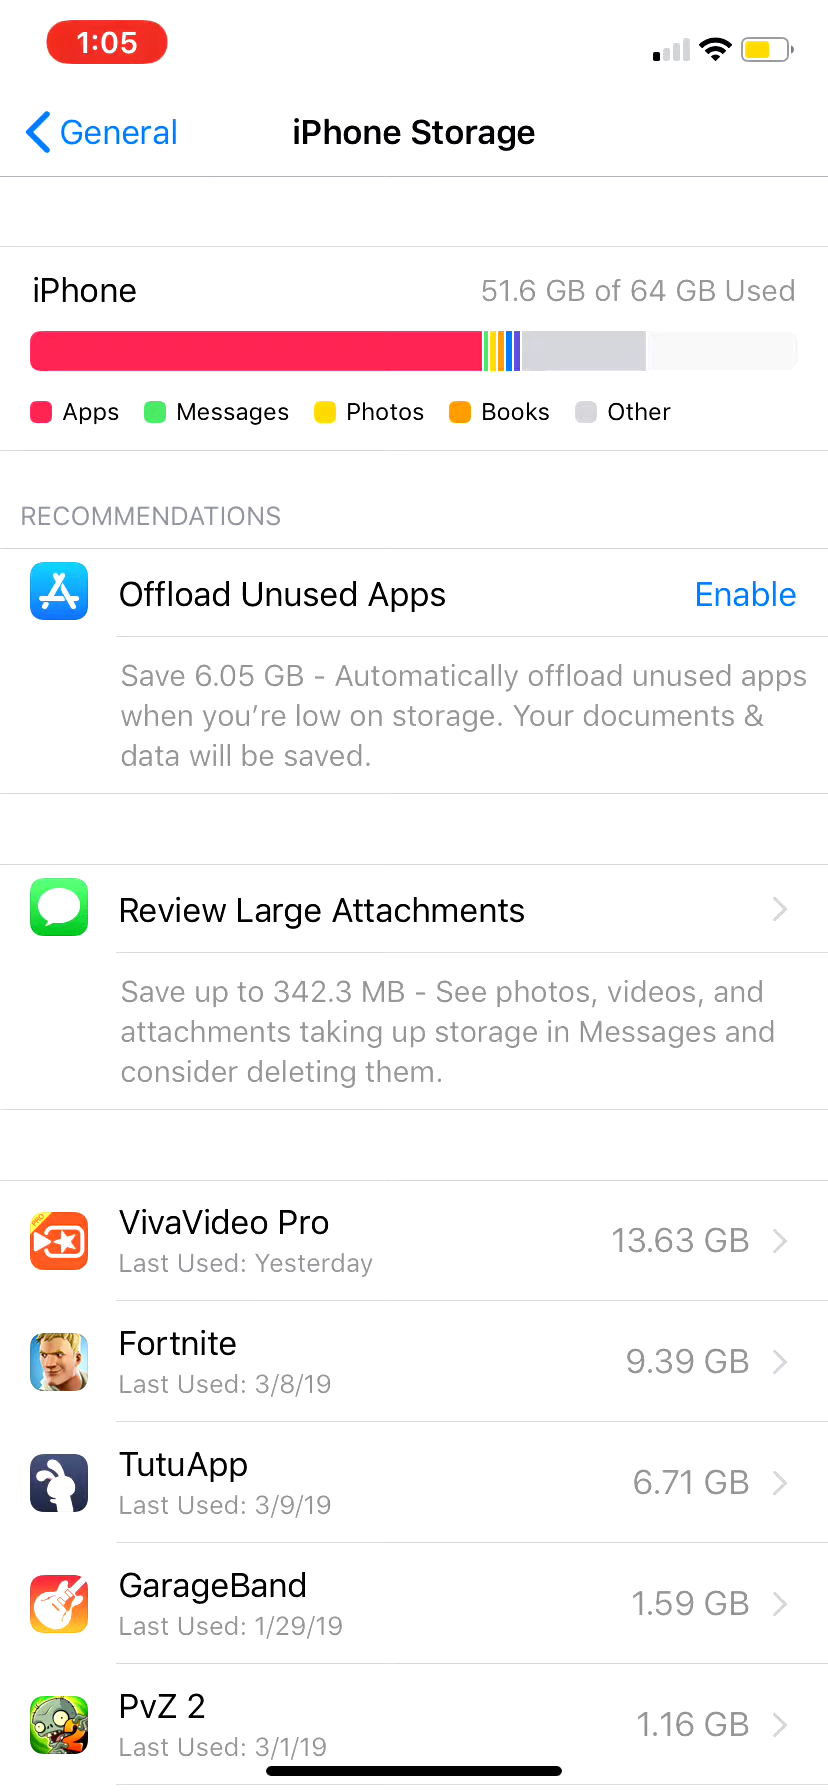 1:05
General
iPhone Storage
iPhone
51.6 GB of 64 GB Used
Apps Messages Photos Books Other
RECOMMENDATIONS
Offload Unused Apps
Enable
Save 6.05 GB - Automatically offload unused apps
when you’re low on storage. Your documents &
data will be saved.
Review Large Attachments
Save up to 342.3 MB - See photos, videos, and
attachments taking up storage in Messages and
consider deleting them.
PRO
VivaVideo Pro
13.63 GB
Last Used: Yesterday
Fortnite
9.39 GB
Last Used: 3/8/19
TutuApp
6.71 GB
Last Used: 3/9/19
GarageBand
1.59 GB
Last Used: 1/29/19
2
PvZ 2
1.16 GB
Last Used: 3/1/19